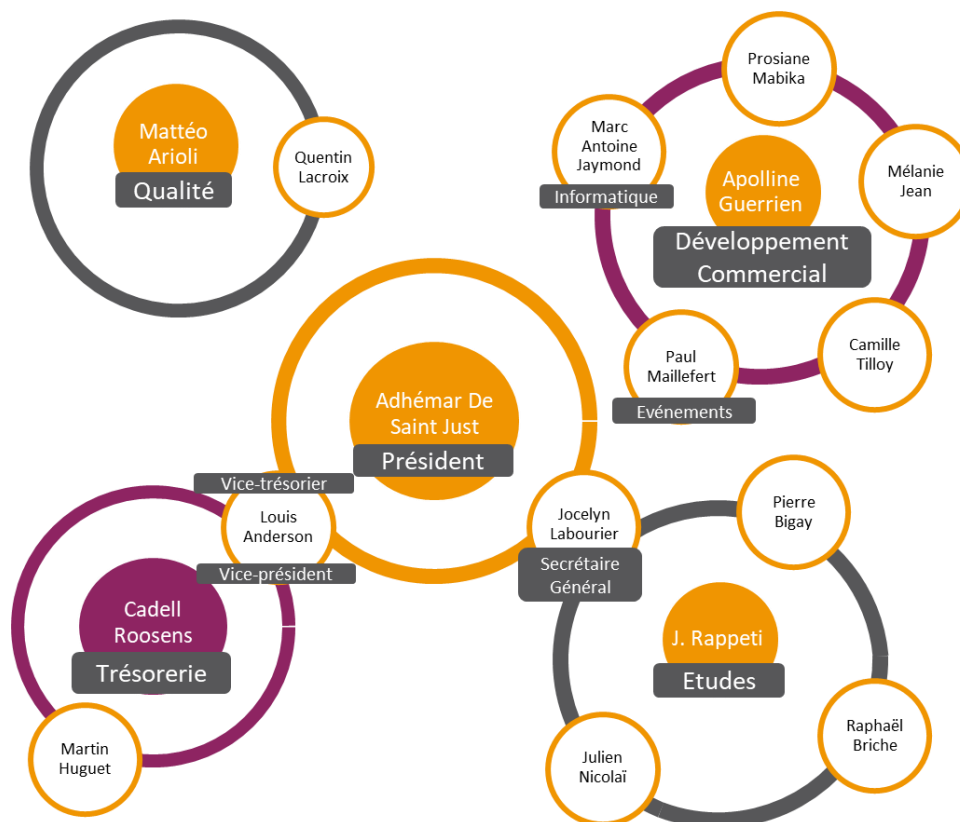 Mattéo
Arioli
Qualité
Quentin
Lacroix
Prosiane
Mabika
Marc
Antoine
Jaymond
Informatique
Apolline
Guerrien
Développement
Commercial
Mélanie
Jean
Paul
Maillefert
Evénements
Camille
Tilloy
Adhémar De
Saint Just
Président
Vice-trésorier
Louis
Anderson
Vice-président
Jocelyn
Labourier
Secrétaire
Général
Cadell
Roosens
Trésorerie
Martin
Huguet
Pierre
Bigay
J. Rappeti
Etudes
Raphaël
Briche
Julien
Nicolaï